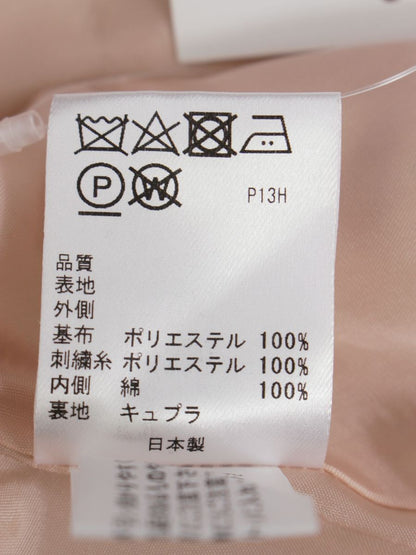 P W
P13H
品質
表地
外側
基布 ポリエステル 100%
刺繍糸 ポリエステル 100%
内側 綿 100%
裏地 キュプラ
日本製